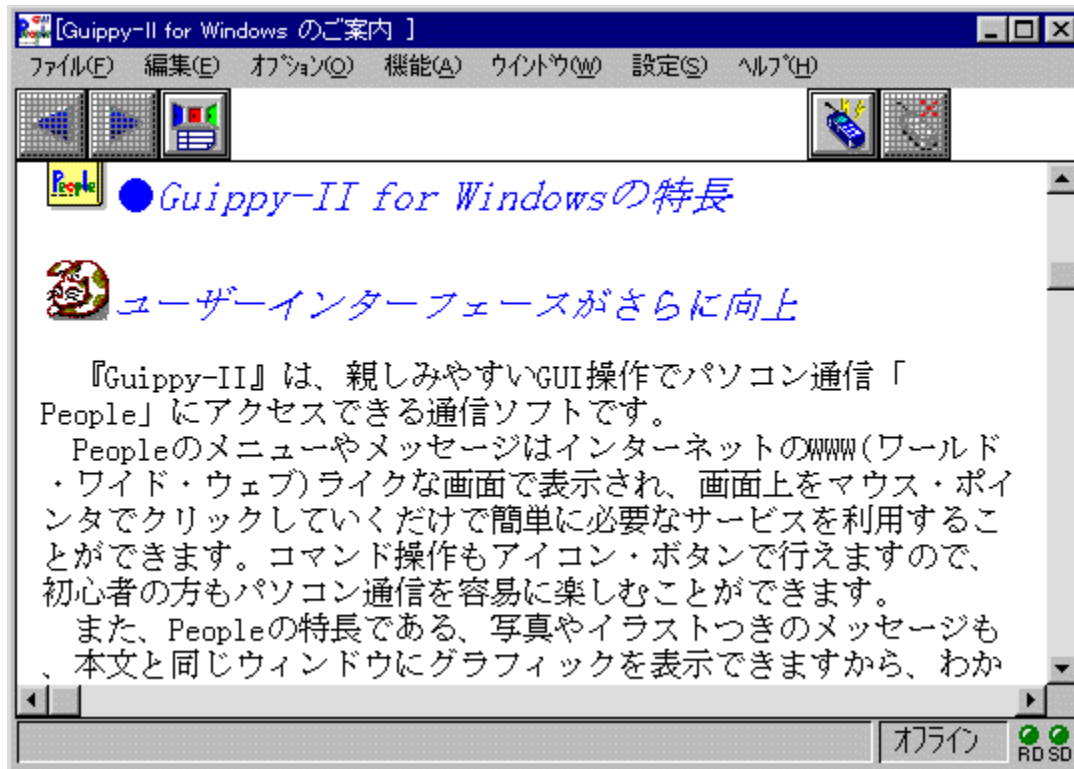 [Guippy-II for Windows のご案内 ]
ﾌｧｲﾙ(F) 編集(E) ｵﾌﾟｼｮﾝ(O) 機能(A) ｳｲﾝﾄﾞｳ(W) 設定(S) ﾍﾙﾌﾟ(H)
People ●Guippy-II for Windowsの特長
ユーザーインターフェースがさらに向上
『Guippy-II』は、親しみやすいGUI操作でパソコン通信「
People」にアクセスできる通信ソフトです。
PeopleのメニューやメッセージはインターネットのWWW(ワールド
・ワイド・ウェブ)ライクな画面で表示され、画面上をマウス・ポイ
ンタでクリックしていくだけで簡単に必要なサービスを利用するこ
とができます。コマンド操作もアイコン・ボタンで行えますので、
初心者の方もパソコン通信を容易に楽しむことができます。
また、Peopleの特長である、写真やイラストつきのメッセージも
、本文と同じウィンドウにグラフィックを表示できますから、わか
ｵﾌﾗｲﾝ RD SD